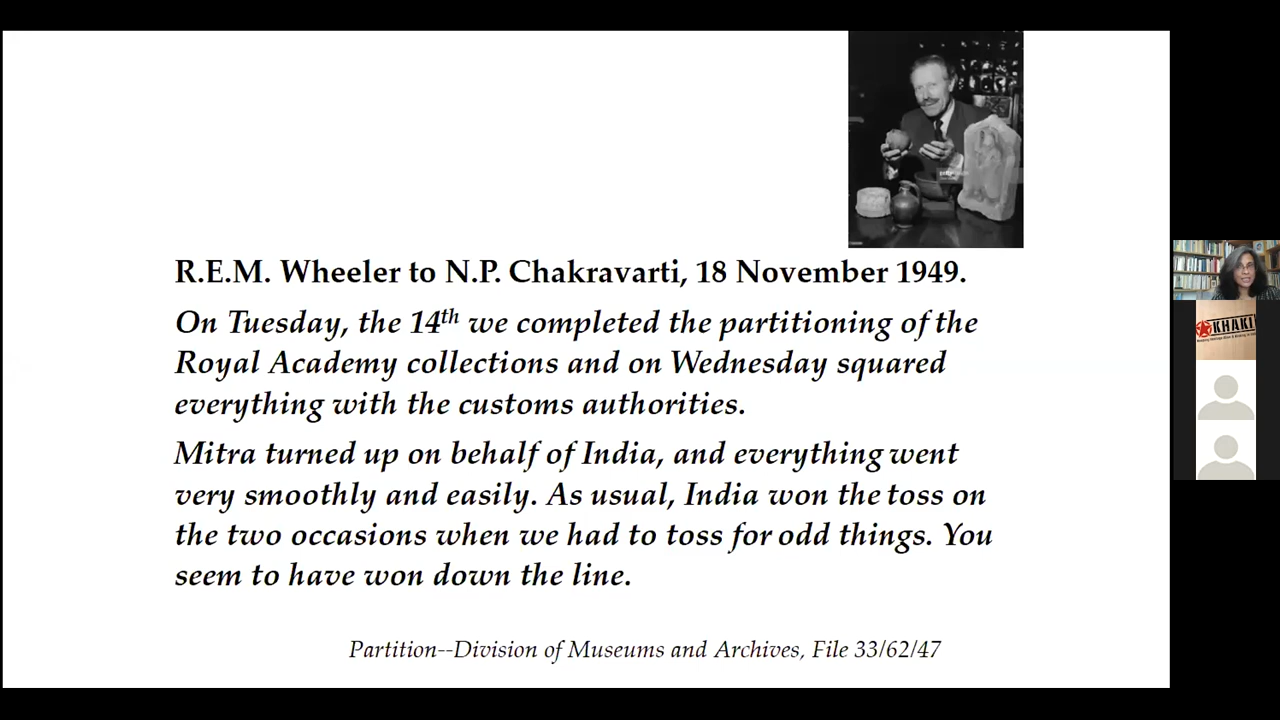 R.E.M. Wheeler to N.P. Chakravarti, 18 November 1949.
On Tuesday, the 14th we completed the partitioning of the
Royal Academy collections and on Wednesday squared
everything with the customs authorities.
Mitra turned up on behalf of India, and everything went
very smoothly and easily. As usual, India won the toss on
the two occasions when we had to toss for odd things. You
seem to have won down the line.
Partition--Division of Museums and Archives, File 33/62/47
KHAKI